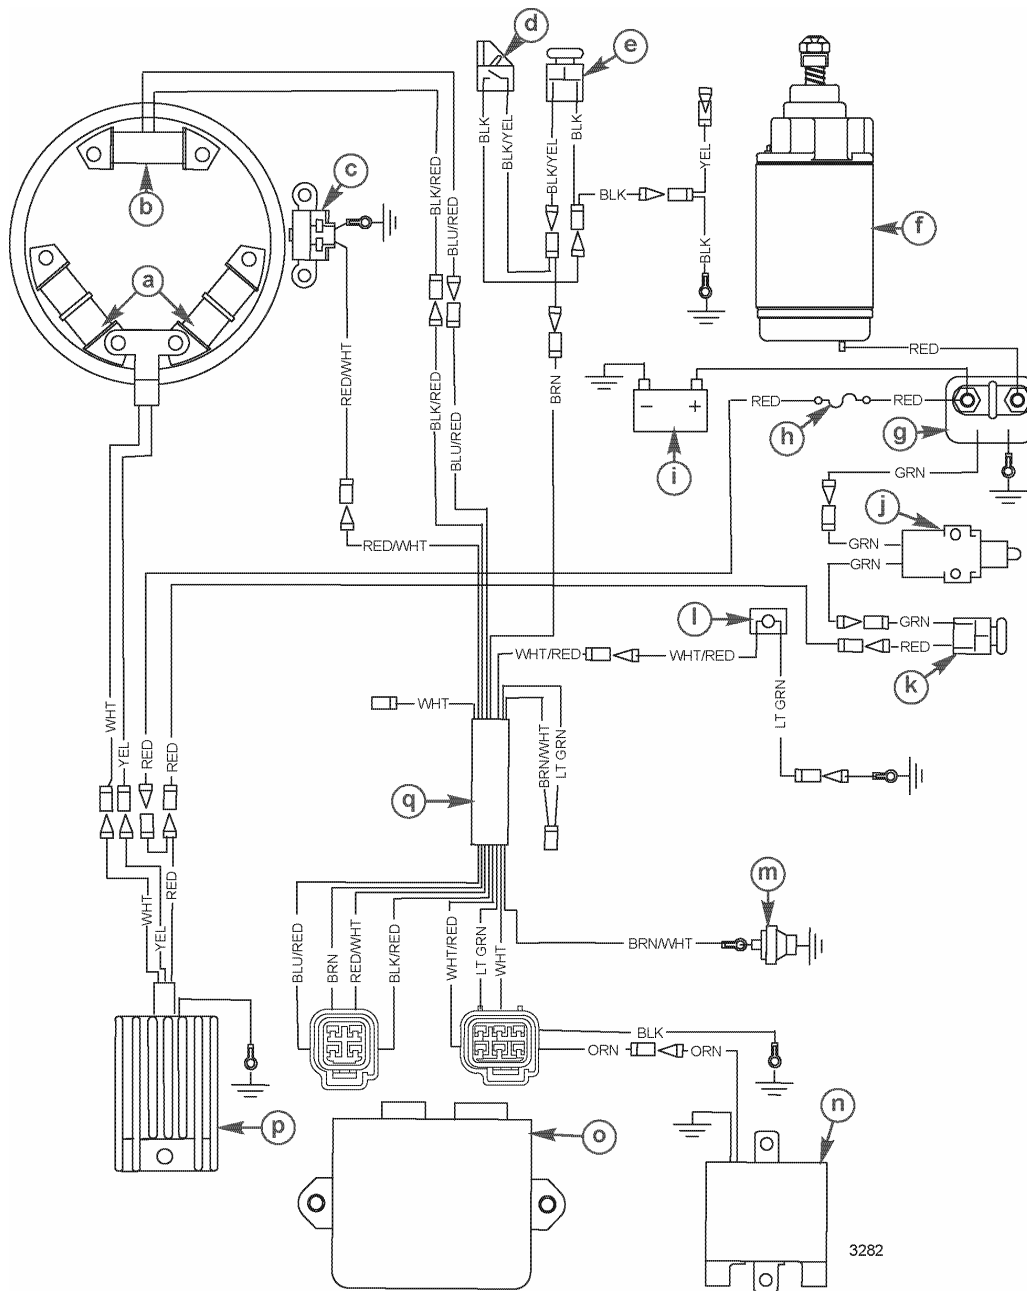 d
e
BLK
BLK/YEL
BLK/YEL
BLK
YEL
b
c
BLK/RED
BLU/RED
BLK
BLK
f
a
RED/WHT
BLK/RED
BLU/RED
BRN
RED
RED
h
RED
g
− +
i
GRN
j
GRN
GRN
RED/WHT
l
GRN
RED
k
WHT/RED
WHT/RED
LT GRN
WHT
BRN/WHT
LT GRN
WHT
YEL
RED
RED
q
WHT
YEL
RED
m
BLU/RED
BRN
RED/WHT
BLK/RED
WHT/RED
LT GRN
WHT
BRN/WHT
BLK
ORN
ORN
p
o
n
3282